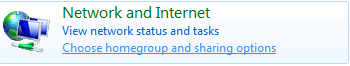 Network and Internet
View network status and tasks
Choose homegroup and sharing options